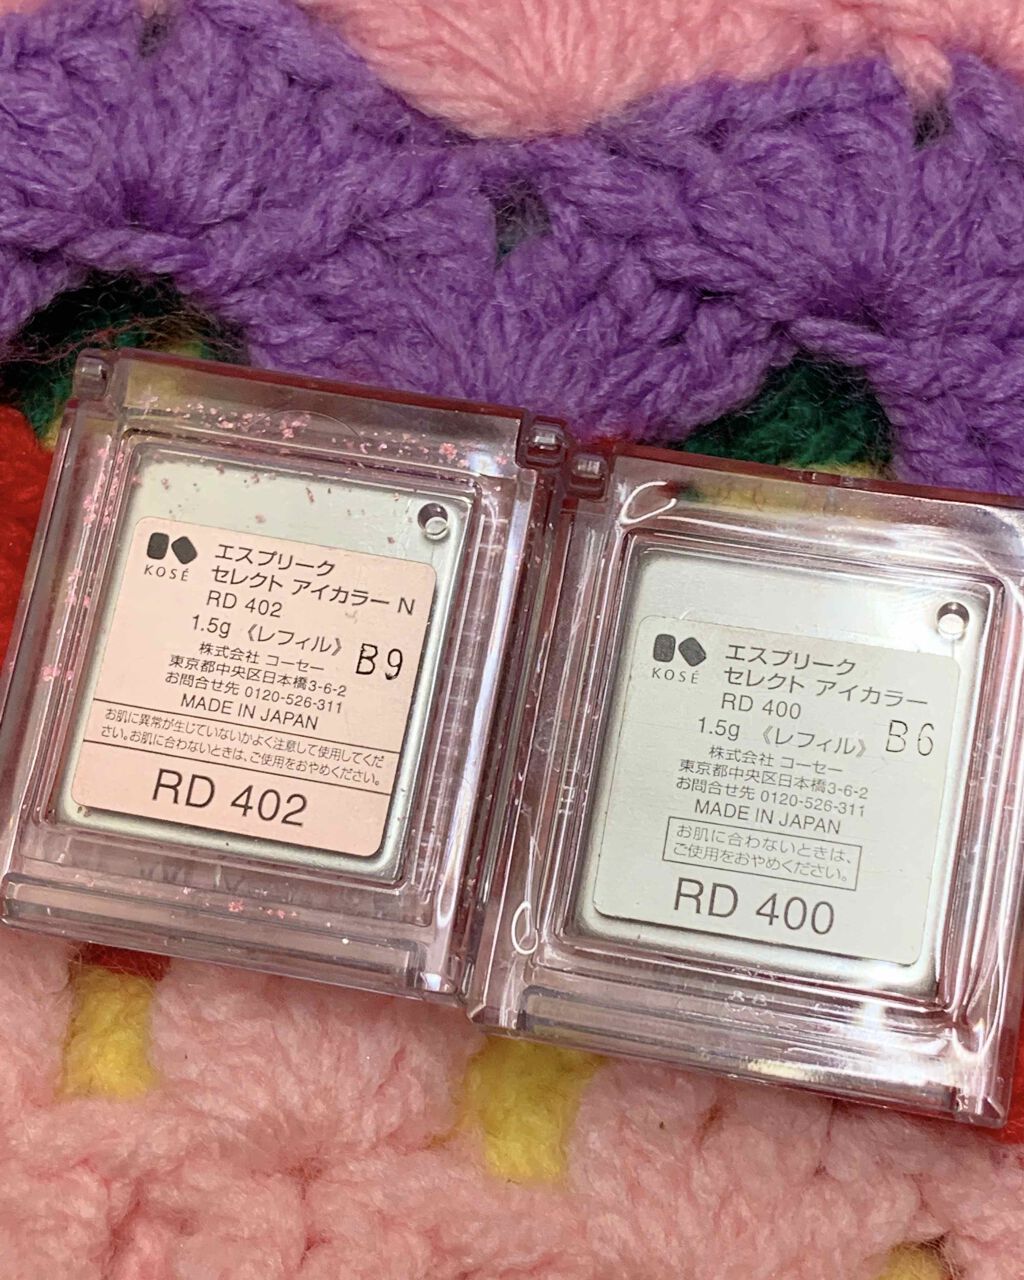 KOSÉ
エスプリーク
セレクト アイカラー N
RD 402
1.5g 《レフィル》 B9
株式会社 コーセー
東京都中央区日本橋3-6-2
お問合せ先 0120-526-311
MADE IN JAPAN
お肌に異常が生じていないかよく注意して使用してくだ
さい。お肌に合わないときは、ご使用をおやめください。
RD 402
KOSÉ
エスプリーク
セレクト アイカラー
RD 400
1.5g 《レフィル》 B6
株式会社 コーセー
東京都中央区日本橋3-6-2
お問合せ先 0120-526-311
MADE IN JAPAN
お肌に合わないときは、
ご使用をおやめください。
RD 400